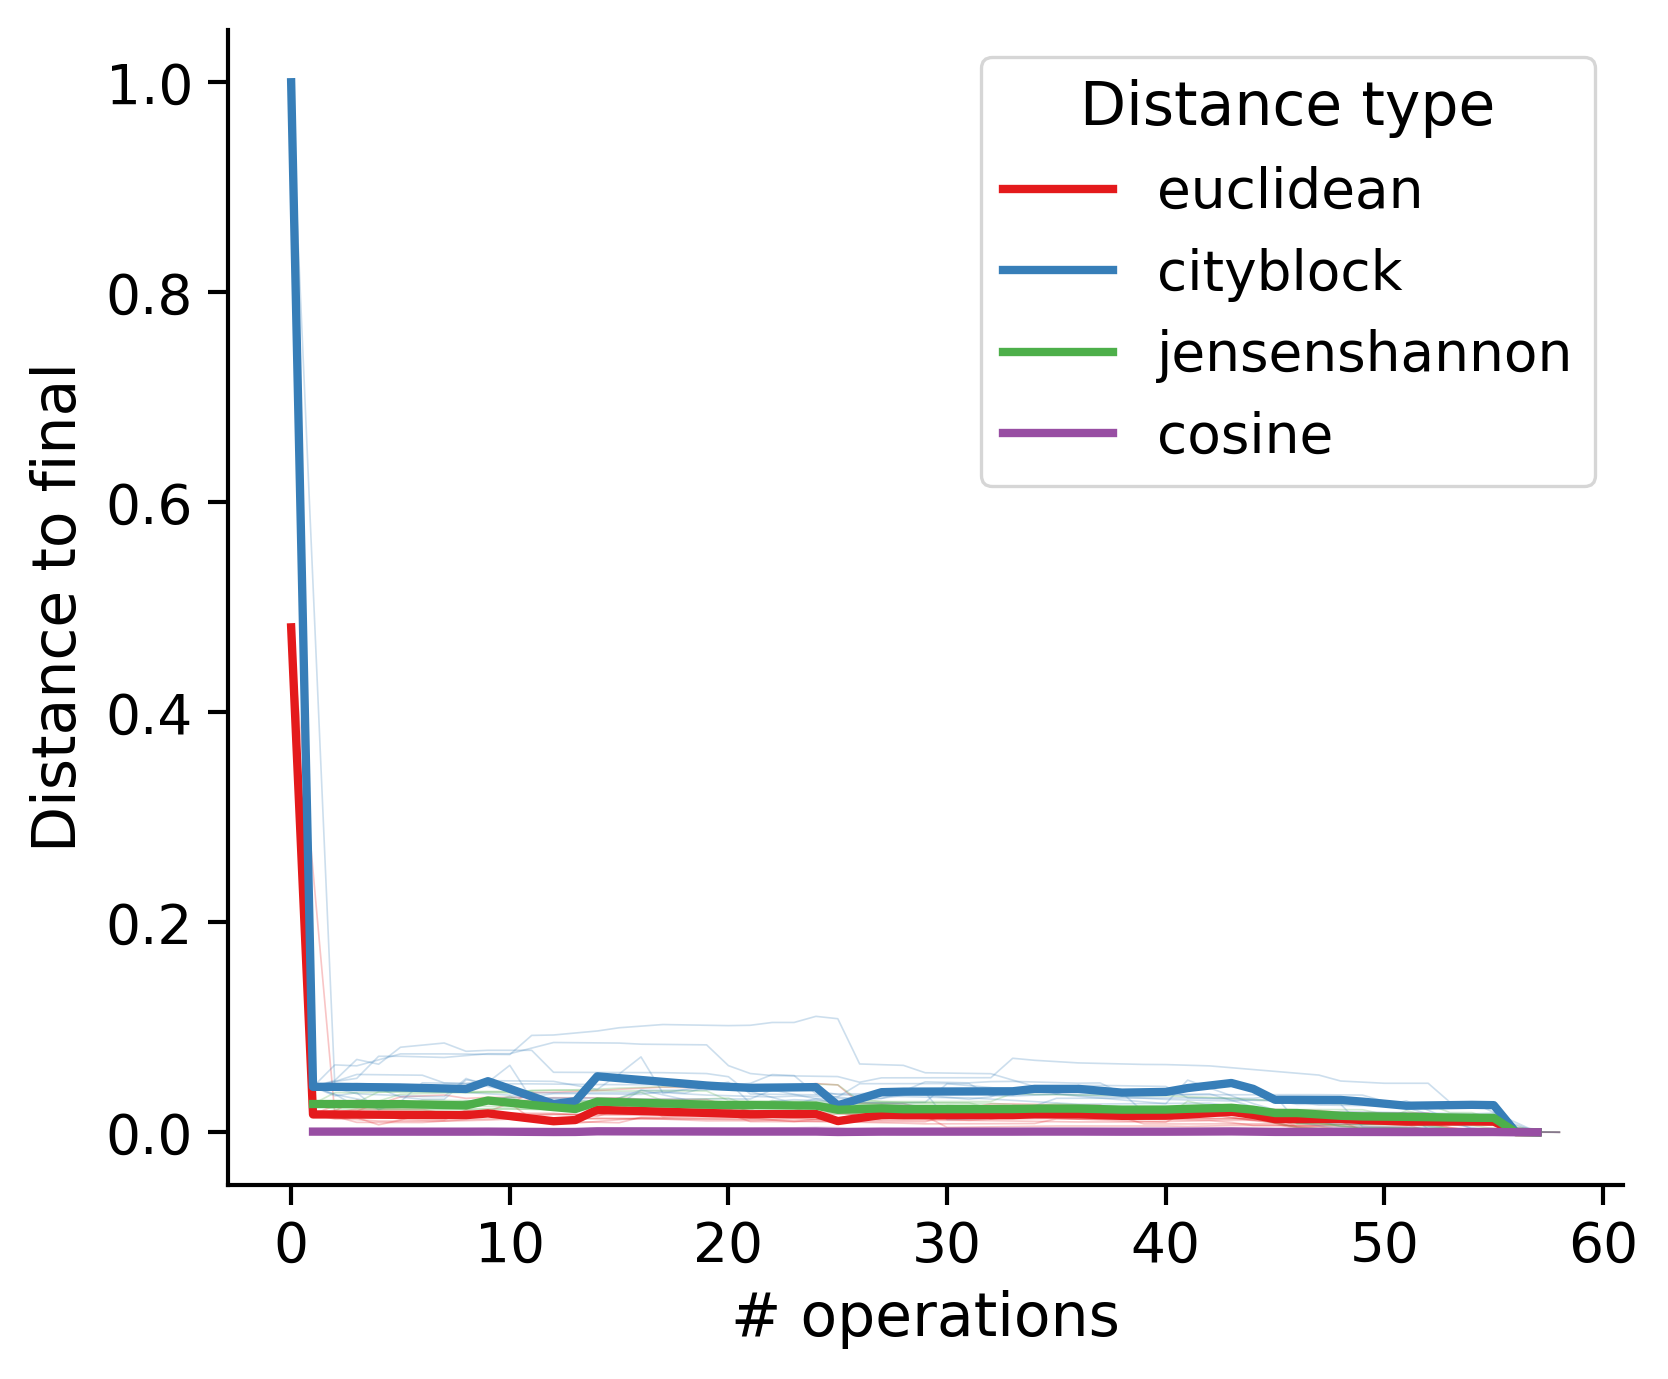 Distance type
euclidean
cityblock
jensenshannon
cosine
1.0
0.8
0.6
0.4
0.2
0.0
Distance to final
0 10 20 30 40 50 60
# operations